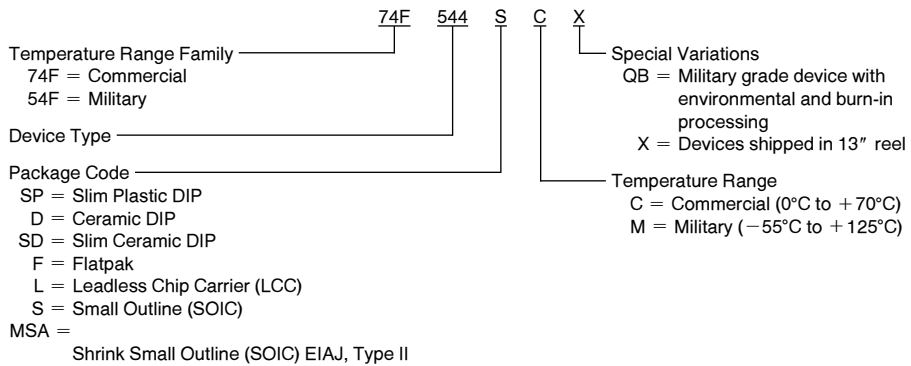 74F 544 S C X
Temperature Range Family
74F = Commercial
54F = Military
Device Type
Package Code
SP = Slim Plastic DIP
D = Ceramic DIP
SD = Slim Ceramic DIP
F = Flatpak
L = Leadless Chip Carrier (LCC)
S = Small Outline (SOIC)
MSA =
Shrink Small Outline (SOIC) EIAJ, Type II
Special Variations
QB = Military grade device with
environmental and burn-in
processing
X = Devices shipped in 13″ reel
Temperature Range
C = Commercial (0°C to +70°C)
M = Military (−55°C to +125°C)